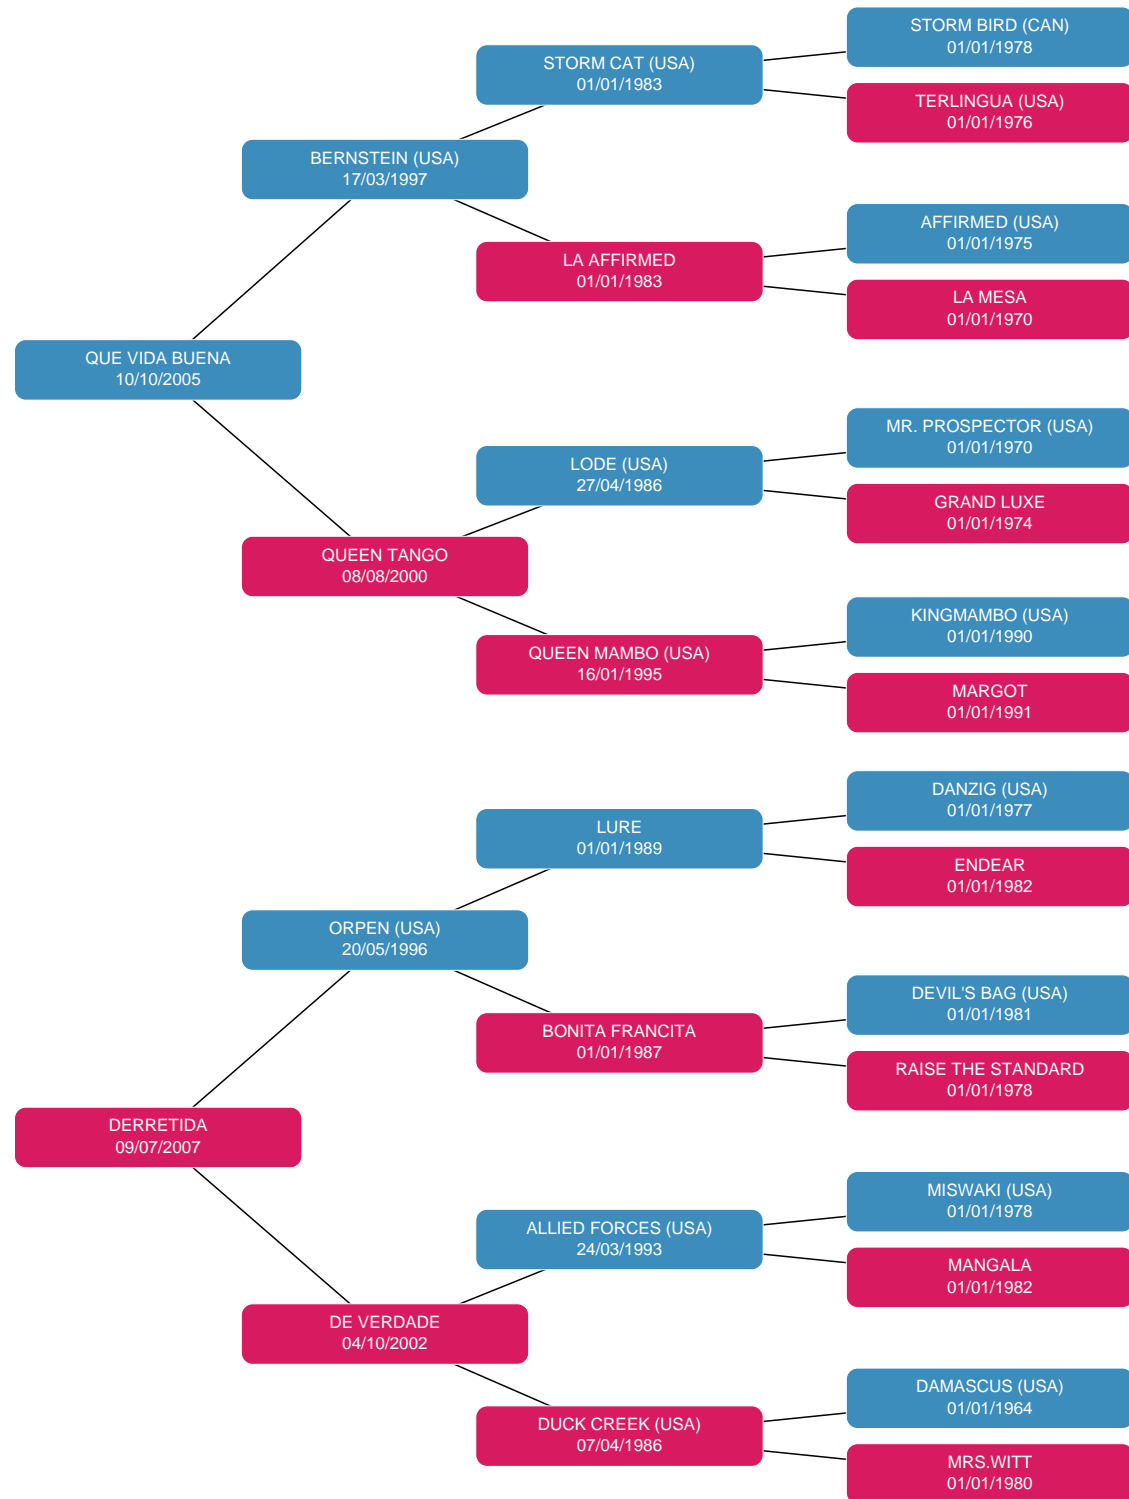 STORM BIRD (CAN)
01/01/1978
STORM CAT (USA)
01/01/1983
TERLINGUA (USA)
01/01/1976
BERNSTEIN (USA)
17/03/1997
AFFIRMED (USA)
01/01/1975
LA AFFIRMED
01/01/1983
LA MESA
01/01/1970
QUE VIDA BUENA
10/10/2005
MR. PROSPECTOR (USA)
01/01/1970
LODE (USA)
27/04/1986
GRAND LUXE
01/01/1974
QUEEN TANGO
08/08/2000
KINGMAMBO (USA)
01/01/1990
QUEEN MAMBO (USA)
16/01/1995
MARGOT
01/01/1991
DANZIG (USA)
01/01/1977
LURE
01/01/1989
ENDEAR
01/01/1982
ORPEN (USA)
20/05/1996
DEVIL'S BAG (USA)
01/01/1981
BONITA FRANCITA
01/01/1987
RAISE THE STANDARD
01/01/1978
DERRETIDA
09/07/2007
MISWAKI (USA)
01/01/1978
ALLIED FORCES (USA)
24/03/1993
MANGALA
01/01/1982
DE VERDADE
04/10/2002
DAMASCUS (USA)
01/01/1964
DUCK CREEK (USA)
07/04/1986
MRS.WITT
01/01/1980